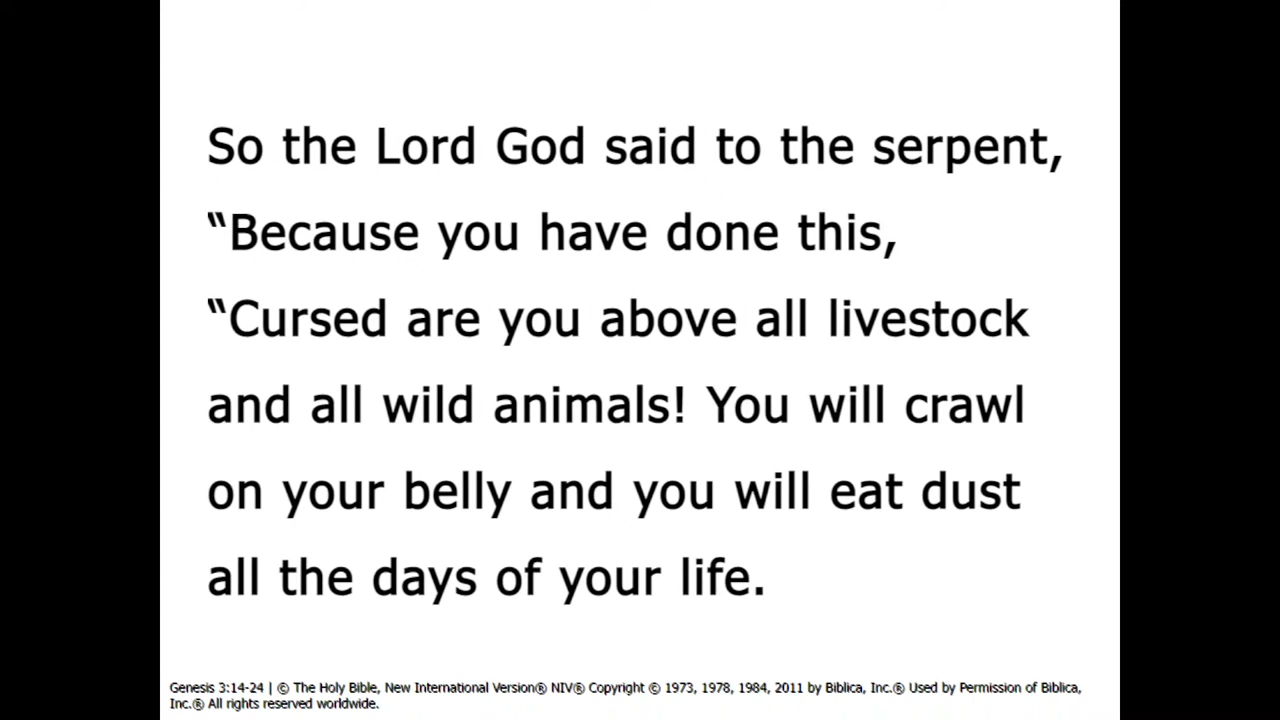 So the Lord God said to the serpent,
“Because you have done this,
“Cursed are you above all livestock
and all wild animals! You will crawl
on your belly and you will eat dust
all the days of your life.
Genesis 3:14-24 | © The Holy Bible, New International Version® NIV® Copyright © 1973, 1978, 1984, 2011 by Biblica, Inc.® Used by Permission of Biblica,
Inc.® All rights reserved worldwide.